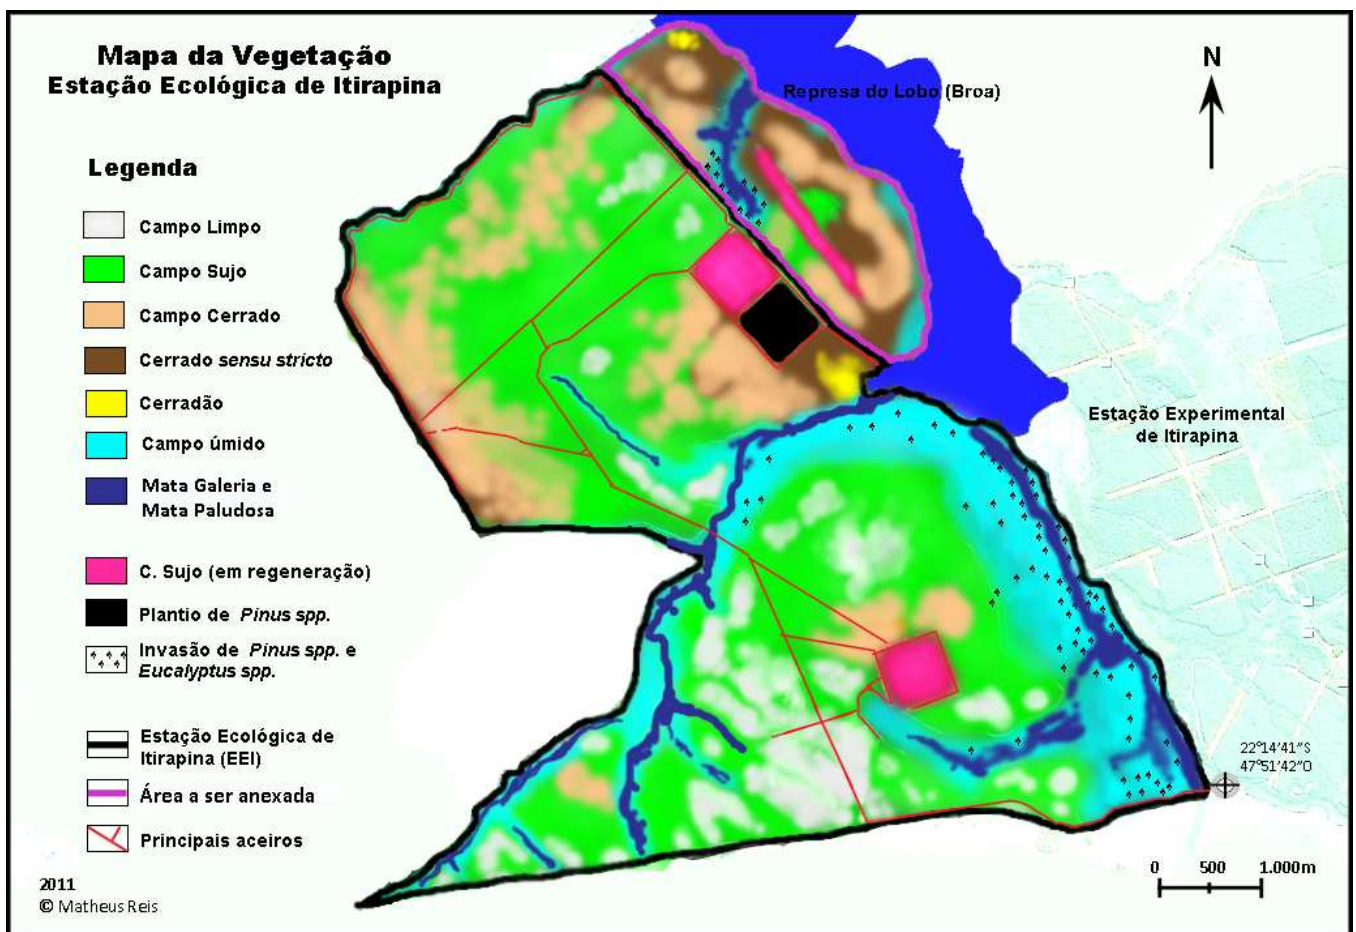 Mapa da Vegetação
Estação Ecológica de Itirapina
Legenda
Campo Limpo
Campo Sujo
Campo Cerrado
Cerrado sensu stricto
Cerradão
Campo úmido
Mata Galeria e
Mata Paludosa
C. Sujo (em regeneração)
Plantio de Pinus spp.
Invasão de Pinus spp. e
Eucalyptus spp.
Estação Ecológica de
Itirapina (EEI)
Área a ser anexada
Principais aceiros
2011
© Matheus Reis
Represa do Lobo (Broa)
N
Estação Experimental
de Itirapina
22°14'41"S
47°51'42"O
0 500 1.000m